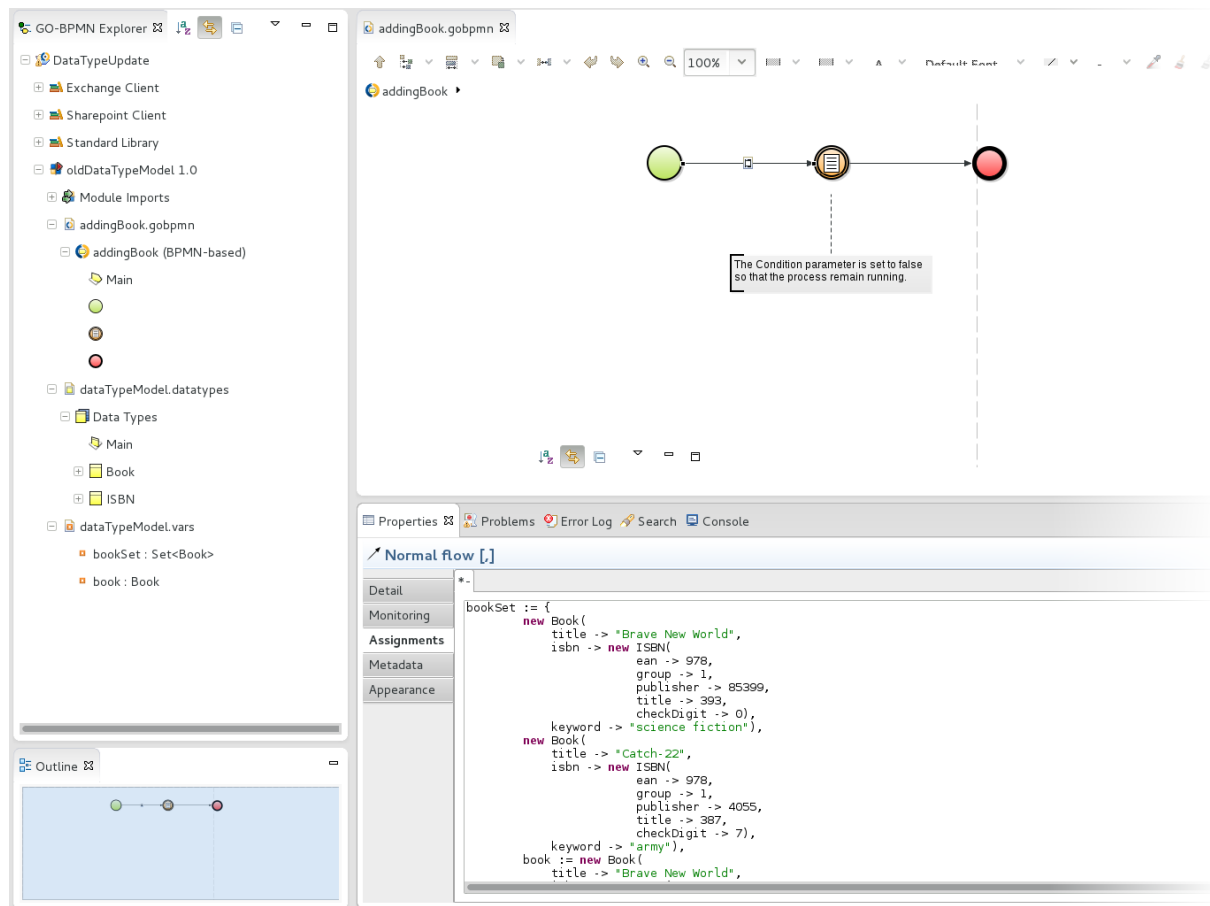 GO-BPMN Explorer
DataTypeUpdate
Exchange Client
Sharepoint Client
Standard Library
oldDataTypeModel 1.0
Module Imports
addingBook.gobpmn
addingBook (BPMN-based)
Main
dataTypeModel.datatypes
Data Types
Main
Book
ISBN
dataTypeModel.vars
bookSet : Set<Book>
book : Book
Outline
addingBook.gobpmn
100%
A
Default Font
addingBook
The Condition parameter is set to false
so that the process remain running.
Properties
Problems
Error Log
Search
Console
Normal flow [,]
Detail
Monitoring
Assignments
Metadata
Appearance
*-
bookSet := {
new Book(
title -> "Brave New World",
isbn -> new ISBN(
ean -> 978,
group -> 1,
publisher -> 85399,
title -> 393,
checkDigit -> 0),
keyword -> "science fiction"),
new Book(
title -> "Catch-22",
isbn -> new ISBN(
ean -> 978,
group -> 1,
publisher -> 4055,
title -> 387,
checkDigit -> 7),
keyword -> "army"),
book := new Book(
title -> "Brave New World",